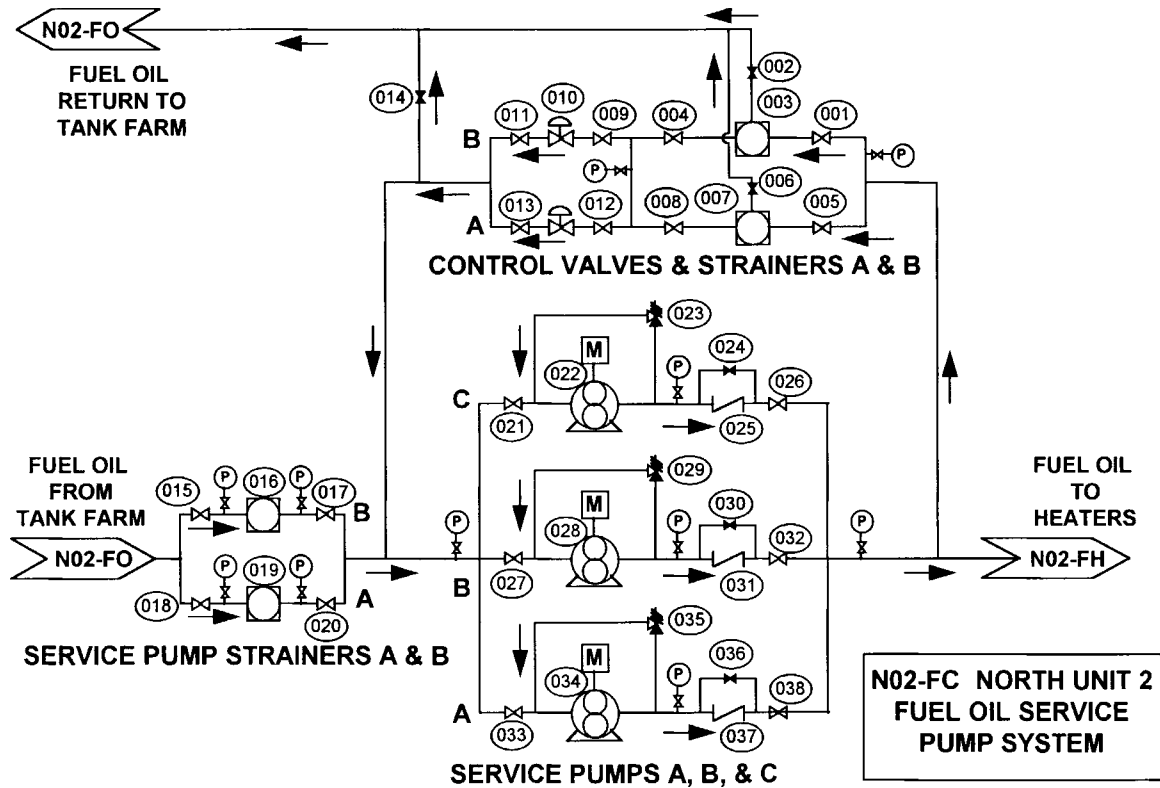 N02-FO
FUEL OIL
RETURN TO
TANK FARM
014
002
003
010
011
009
004
001
B
P
P
006
007
013
012
008
005
A
CONTROL VALVES & STRAINERS A & B
023
M
022
P
024
026
C
021
025
029
M
028
P
030
032
B
027
031
035
M
034
P
036
038
A
033
037
SERVICE PUMPS A, B, & C
FUEL OIL
FROM
TANK FARM
N02-FO
015
P
016
P
017
B
P
019
P
018
A
020
P
SERVICE PUMP STRAINERS A & B
P
FUEL OIL
TO
HEATERS
N02-FH
N02-FC NORTH UNIT 2
FUEL OIL SERVICE
PUMP SYSTEM